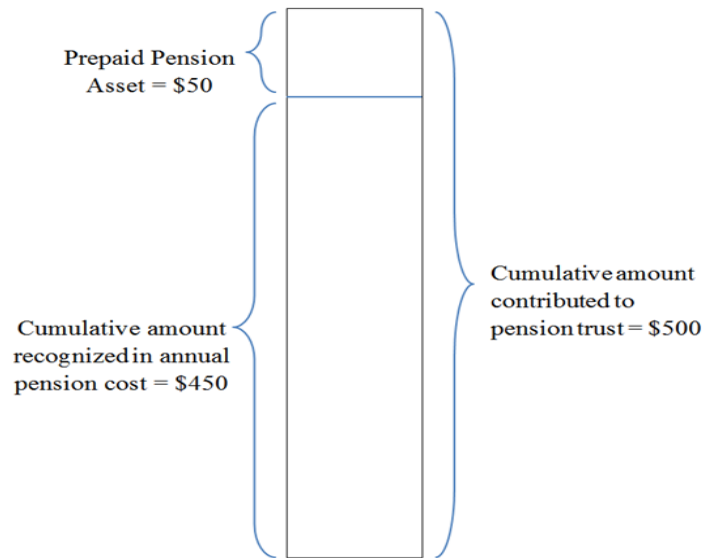 Prepaid Pension
Asset = $50
Cumulative amount
contributed to
pension trust = $500
Cumulative amount
recognized in annual
pension cost = $450